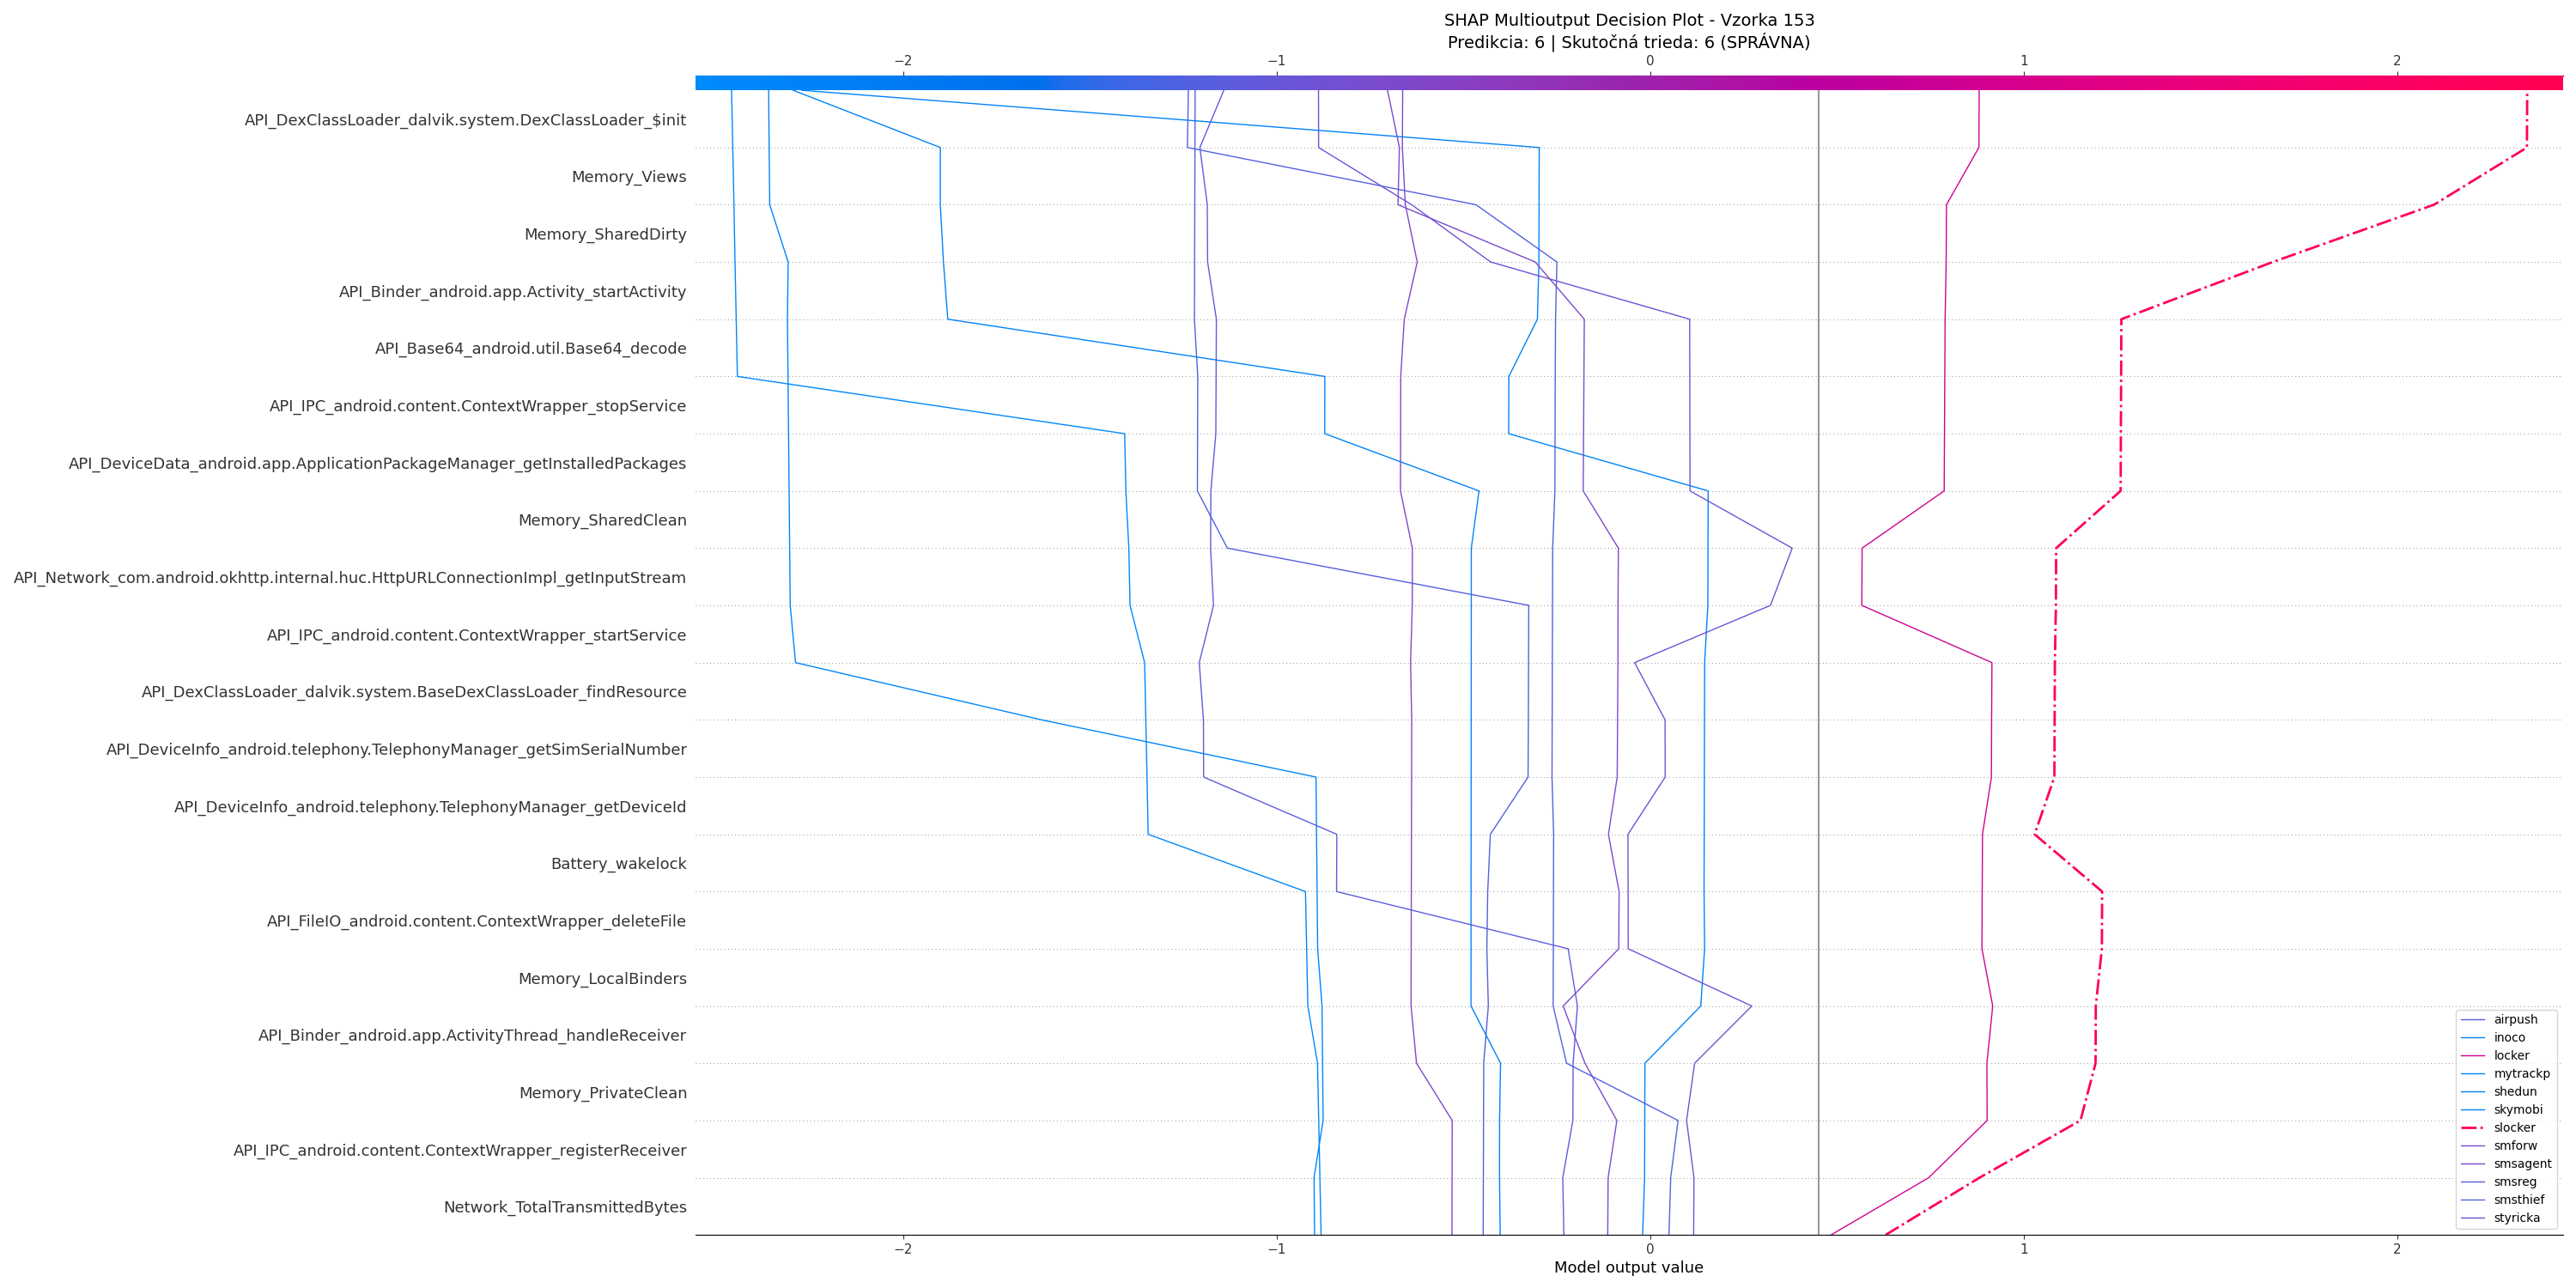 SHAP Multioutput Decision Plot - Vzorka 153
Predikcia: 6 | Skutočná trieda: 6 (SPRÁVNA)
−2 −1 0 1 2
API_DexClassLoader_dalvik.system.DexClassLoader_$init
Memory_Views
Memory_SharedDirty
API_Binder_android.app.Activity_startActivity
API_Base64_android.util.Base64_decode
API_IPC_android.content.ContextWrapper_stopService
API_DeviceData_android.app.ApplicationPackageManager_getInstalledPackages
Memory_SharedClean
API_Network_com.android.okhttp.internal.huc.HttpURLConnectionImpl_getInputStream
API_IPC_android.content.ContextWrapper_startService
API_DexClassLoader_dalvik.system.BaseDexClassLoader_findResource
API_DeviceInfo_android.telephony.TelephonyManager_getSimSerialNumber
API_DeviceInfo_android.telephony.TelephonyManager_getDeviceId
Battery_wakelock
API_FileIO_android.content.ContextWrapper_deleteFile
Memory_LocalBinders
API_Binder_android.app.ActivityThread_handleReceiver
Memory_PrivateClean
API_IPC_android.content.ContextWrapper_registerReceiver
Network_TotalTransmittedBytes
airpush
inoco
locker
mytrackp
shedun
skymobi
slocker
smforw
smsagent
smsreg
smsthief
styricka
−2 −1 0 1 2
Model output value